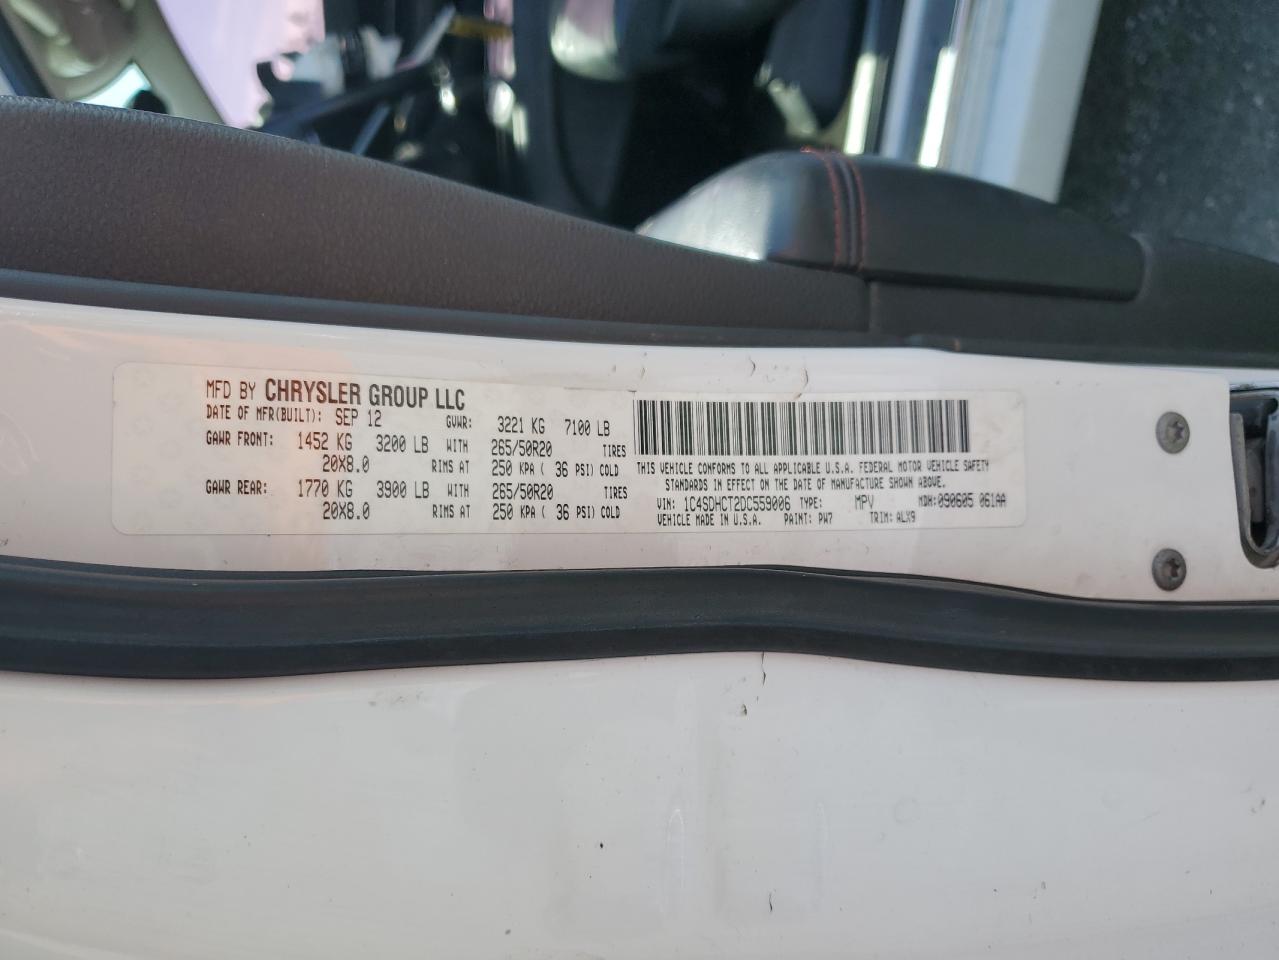 MFD BY CHRYSLER GROUP LLC
DATE OF MFR(BUILT): SEP 12 GVWR: 3221 KG 7100 LB
GAWR FRONT: 1452 KG 3200 LB WITH 265/50R20 TIRES
20X8.0 RIMS AT 250 KPA ( 36 PSI) COLD
GAWR REAR: 1770 KG 3900 LB WITH 265/50R20 TIRES
20X8.0 RIMS AT 250 KPA ( 36 PSI) COLD
THIS VEHICLE CONFORMS TO ALL APPLICABLE U.S.A. FEDERAL MOTOR VEHICLE SAFETY
STANDARDS IN EFFECT ON THE DATE OF MANUFACTURE SHOWN ABOVE.
VIN: 1C4SDHCT2DC559006 TYPE: MPV MDH:090605 061AA
VEHICLE MADE IN U.S.A. PAINT: PW7 TRIM: ALX9